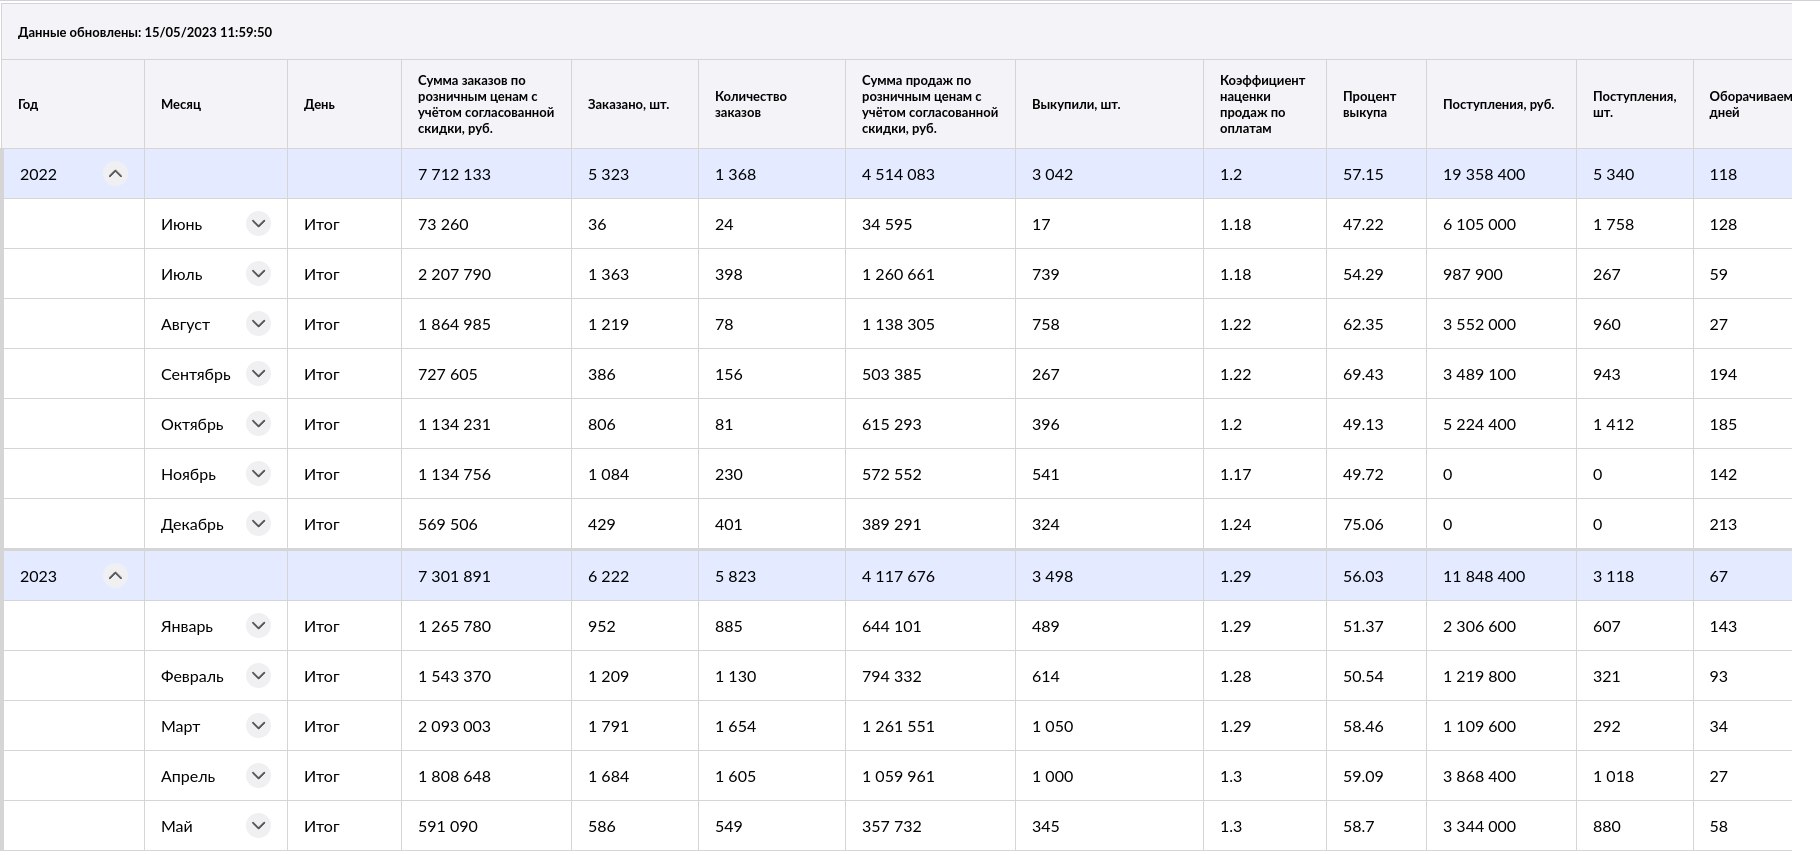 Данные обновлены: 15/05/2023 11:59:50
Год Месяц День Сумма заказов по розничным ценам с учётом согласованной скидки, руб. Заказано, шт. Количество заказов Сумма продаж по розничным ценам с учётом согласованной скидки, руб. Выкупили, шт. Коэффициент наценки продаж по оплатам Процент выкупа Поступления, руб. Поступления, шт. Оборачиваем дней
2022 7 712 133 5 323 1 368 4 514 083 3 042 1.2 57.15 19 358 400 5 340 118
Июнь Итог 73 260 36 24 34 595 17 1.18 47.22 6 105 000 1 758 128
Июль Итог 2 207 790 1 363 398 1 260 661 739 1.18 54.29 987 900 267 59
Август Итог 1 864 985 1 219 78 1 138 305 758 1.22 62.35 3 552 000 960 27
Сентябрь Итог 727 605 386 156 503 385 267 1.22 69.43 3 489 100 943 194
Октябрь Итог 1 134 231 806 81 615 293 396 1.2 49.13 5 224 400 1 412 185
Ноябрь Итог 1 134 756 1 084 230 572 552 541 1.17 49.72 0 0 142
Декабрь Итог 569 506 429 401 389 291 324 1.24 75.06 0 0 213
2023 7 301 891 6 222 5 823 4 117 676 3 498 1.29 56.03 11 848 400 3 118 67
Январь Итог 1 265 780 952 885 644 101 489 1.29 51.37 2 306 600 607 143
Февраль Итог 1 543 370 1 209 1 130 794 332 614 1.28 50.54 1 219 800 321 93
Март Итог 2 093 003 1 791 1 654 1 261 551 1 050 1.29 58.46 1 109 600 292 34
Апрель Итог 1 808 648 1 684 1 605 1 059 961 1 000 1.3 59.09 3 868 400 1 018 27
Май Итог 591 090 586 549 357 732 345 1.3 58.7 3 344 000 880 58